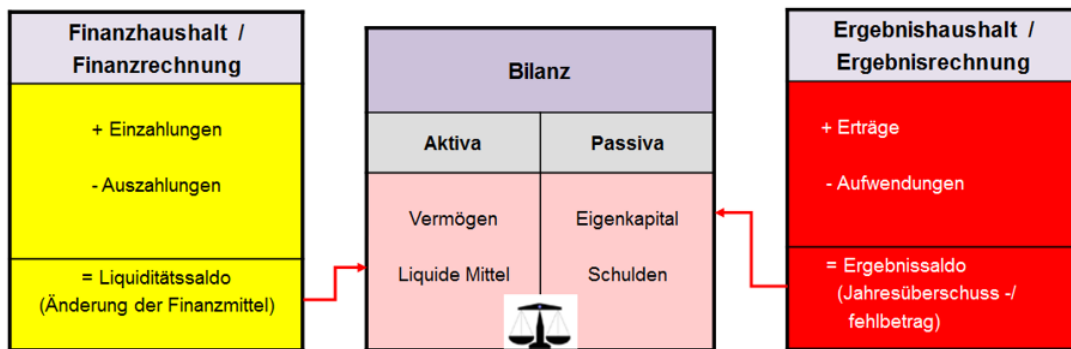 Finanzhaushalt /
Finanzrechnung
+ Einzahlungen
- Auszahlungen
= Liquiditätssaldo
(Änderung der Finanzmittel)
Bilanz
Aktiva
Passiva
Vermögen
Eigenkapital
Liquide Mittel
Schulden
Ergebnishaushalt /
Ergebnisrechnung
+ Erträge
- Aufwendungen
= Ergebnissaldo
(Jahresüberschuss -/
fehlbetrag)